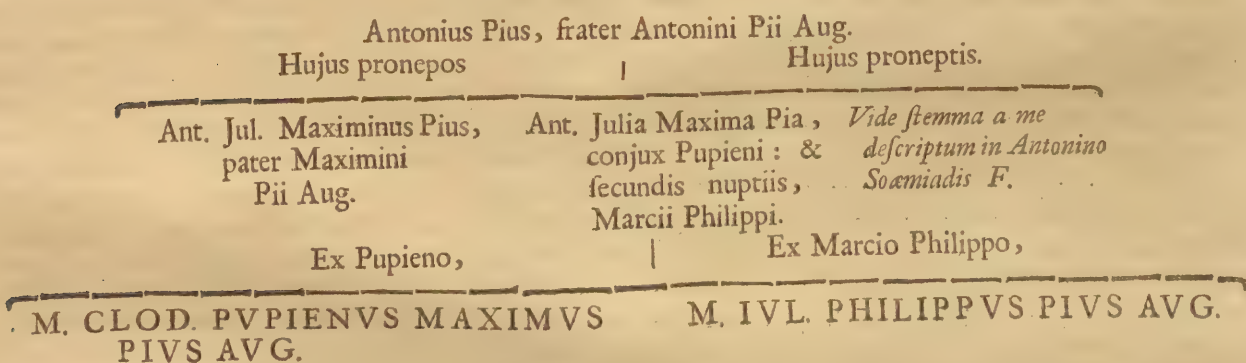 Antonius Pius, frater Antonini Pii Aug.
Hujus pronepos
Hujus proneptis.
Ant. Jul. Maximinus Pius,
pater Maximini
Pii Aug.
Ant. Julia Maxima Pia,
conjux Pupieni: &
ſecundis nuptiis,
Marcii Philippi.
Vide ſtemma a me
deſcriptum in Antonino
Soæmiadis F.
Ex Pupieno,
Ex Marcio Philippo,
M. CLOD. PVPIENVS MAXIMVS
PIVS AVG.
M. IVL. PHILIPPVS PIVS AVG.